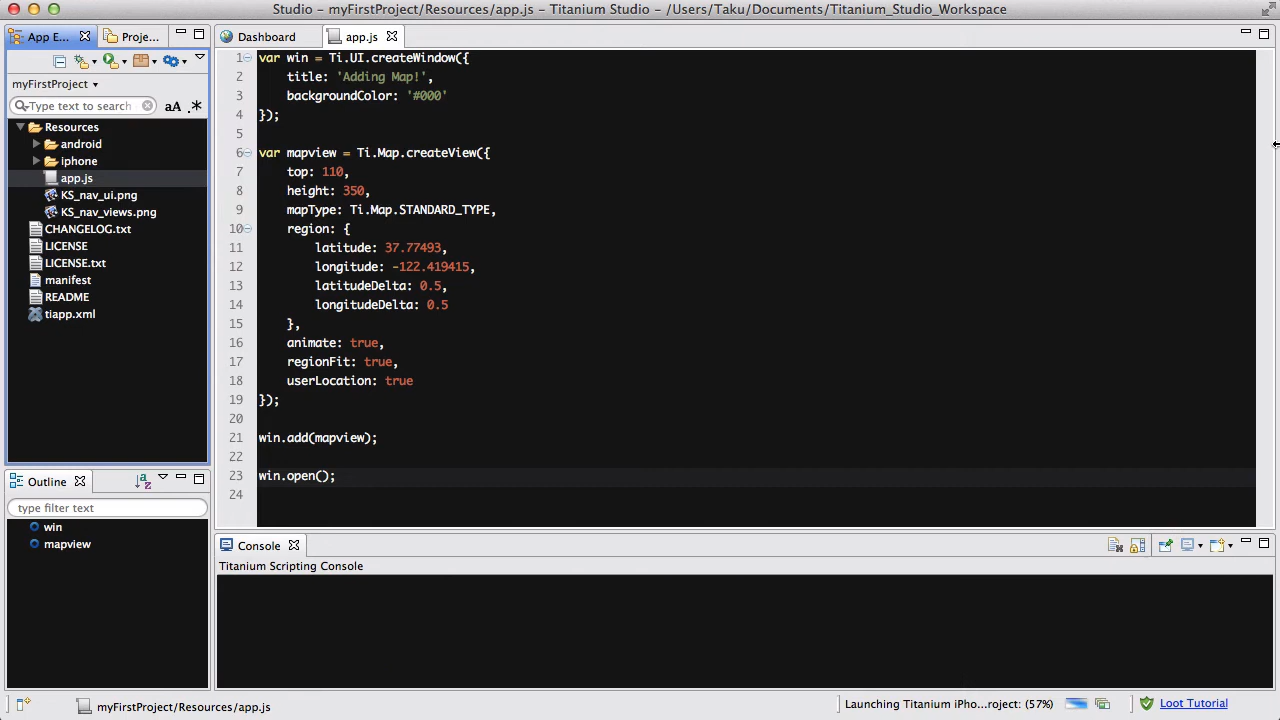 Studio - myFirstProject/Resources/app.js - Titanium Studio - /Users/Taku/Documents/Titanium_Studio_Workspace
App E...
Proje...
Dashboard
app.js
myFirstProject
Type text to search
aA .*
Resources
android
iphone
app.js
KS_nav_ui.png
KS_nav_views.png
CHANGELOG.txt
LICENSE
LICENSE.txt
manifest
README
tiapp.xml
1 var win = Ti.UI.createWindow({
2 title: 'Adding Map!',
3 backgroundColor: '#000'
4 });
5
6 var mapview = Ti.Map.createView({
7 top: 110,
8 height: 350,
9 mapType: Ti.Map.STANDARD_TYPE,
10 region: {
11 latitude: 37.77493,
12 longitude: -122.419415,
13 latitudeDelta: 0.5,
14 longitudeDelta: 0.5
15 },
16 animate: true,
17 regionFit: true,
18 userLocation: true
19 });
20
21 win.add(mapview);
22
23 win.open();
24
Outline
type filter text
win
mapview
Console
Titanium Scripting Console
myFirstProject/Resources/app.js
Launching Titanium iPho...roject: (57%)
Loot Tutorial